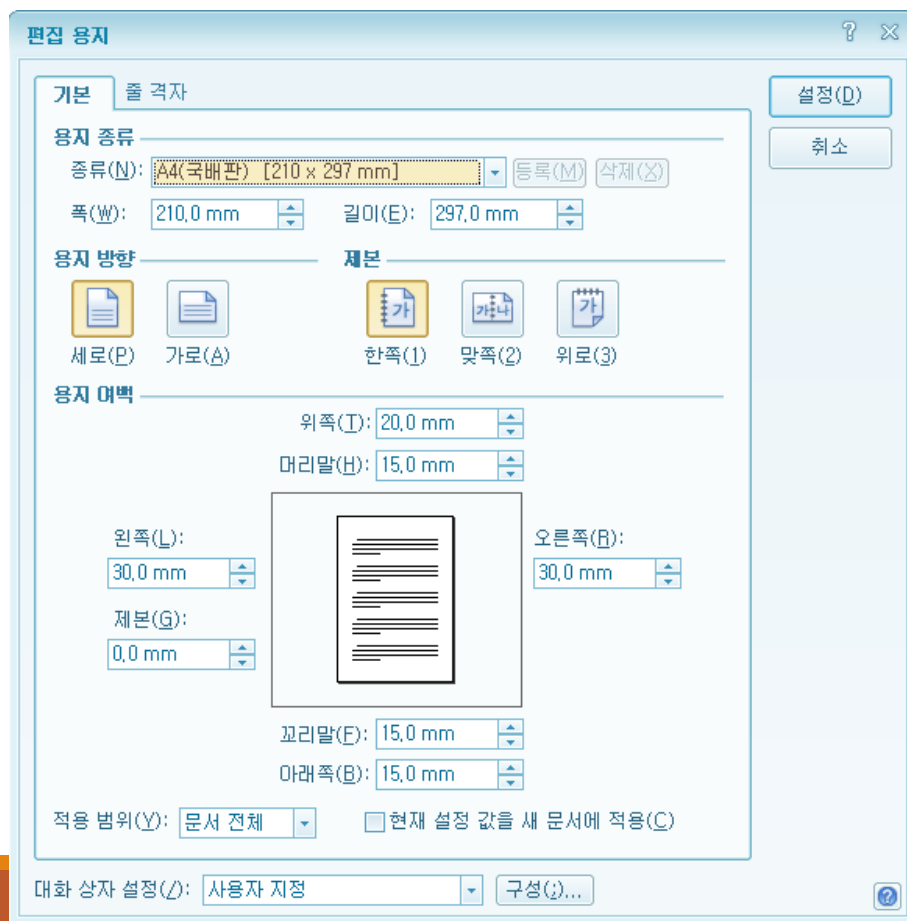 편집 용지
기본
줄 격자
설정(D)
취소
용지 종류
종류(N): A4(국배판) [210 x 297 mm] 등록(M) 삭제(X)
폭(W): 210,0 mm 길이(E): 297,0 mm
용지 방향 제본
가 가나 가
세로(P) 가로(A) 한쪽(1) 맞쪽(2) 위로(3)
용지 여백
위쪽(T): 20,0 mm
머리말(H): 15,0 mm
왼쪽(L): 오른쪽(R):
30,0 mm 30,0 mm
제본(G):
0,0 mm
꼬리말(F): 15,0 mm
아래쪽(B): 15,0 mm
적용 범위(Y): 문서 전체 현재 설정 값을 새 문서에 적용(C)
대화 상자 설정(/): 사용자 지정 구성(;)...